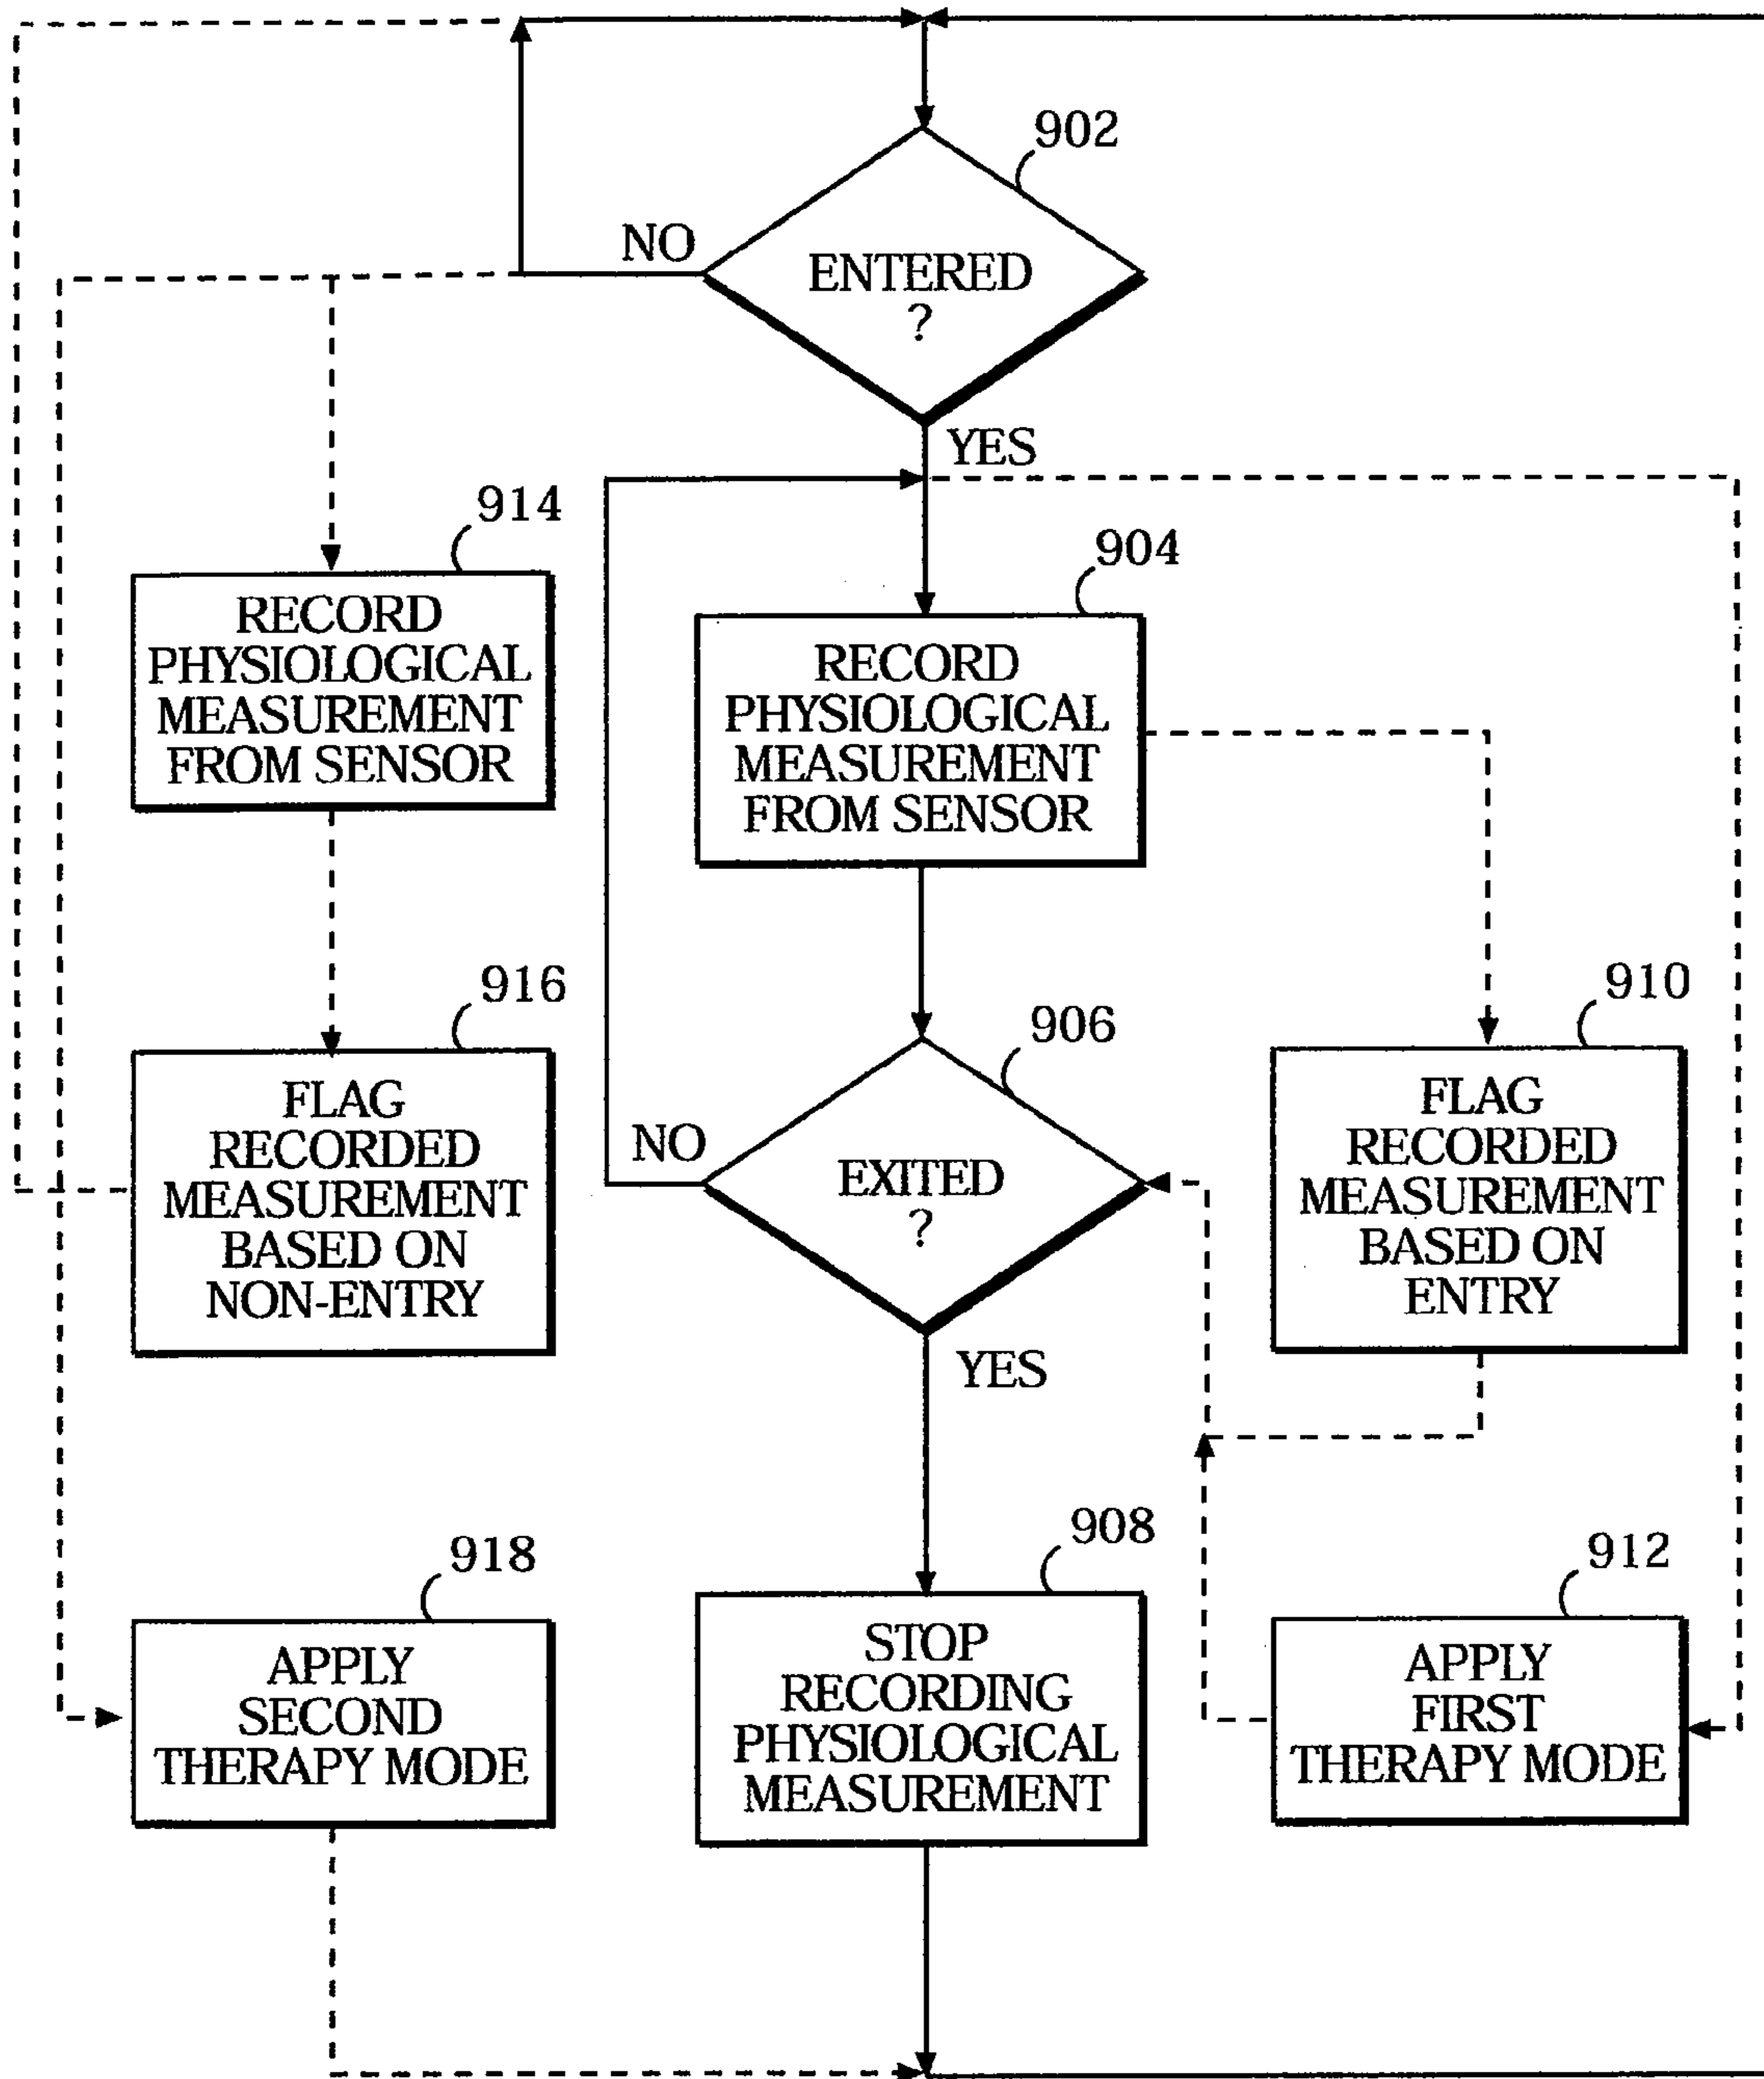 902
NO
ENTERED
?
YES
914
904
RECORD
PHYSIOLOGICAL
MEASUREMENT
FROM SENSOR
RECORD
PHYSIOLOGICAL
MEASUREMENT
FROM SENSOR
916
906
910
FLAG
RECORDED
MEASUREMENT
BASED ON
NON-ENTRY
NO
EXITED
?
FLAG
RECORDED
MEASUREMENT
BASED ON
ENTRY
YES
918
908
912
APPLY
SECOND
THERAPY MODE
STOP
RECORDING
PHYSIOLOGICAL
MEASUREMENT
APPLY
FIRST
THERAPY MODE